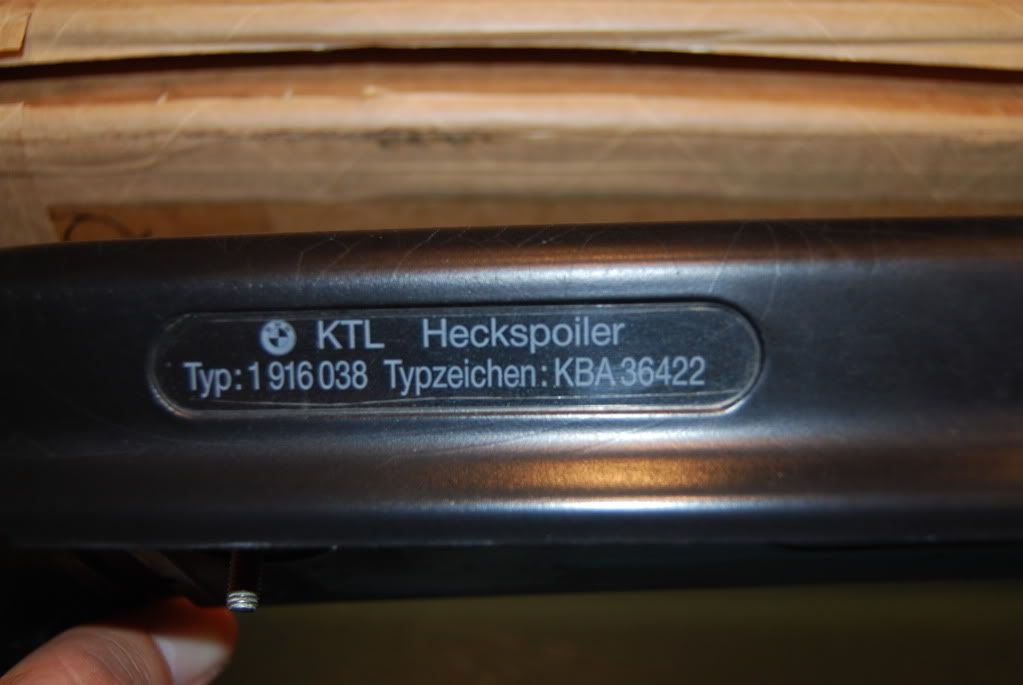 KTL Heckspoiler
Typ: 1 916 038 Typzeichen: KBA 36422